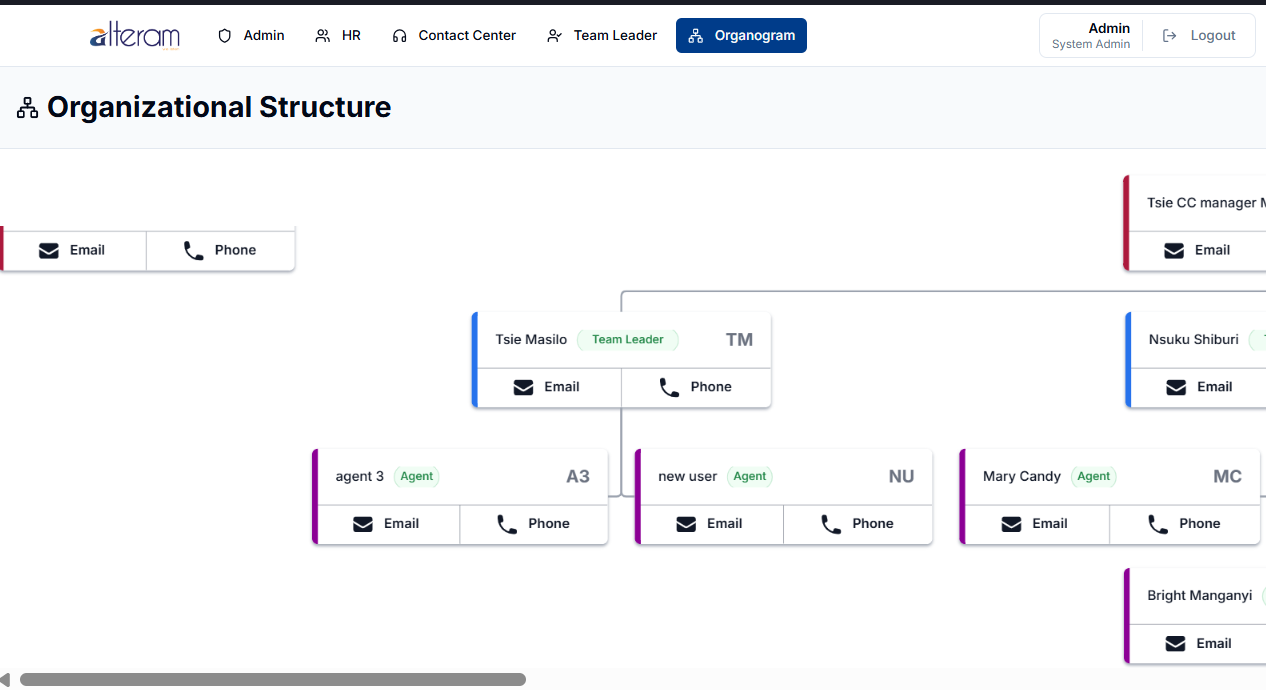 alteram
Admin
HR
Contact Center
Team Leader
Organogram
Admin
System Admin
Logout
Organizational Structure
Tsie CC manager
Email
Phone
Email
Tsie Masilo
Team Leader
TM
Nsuku Shiburi
Email
Phone
Email
agent 3
Agent
A3
new user
Agent
NU
Mary Candy
Agent
MC
Email
Phone
Email
Phone
Email
Phone
Bright Manganyi
Email